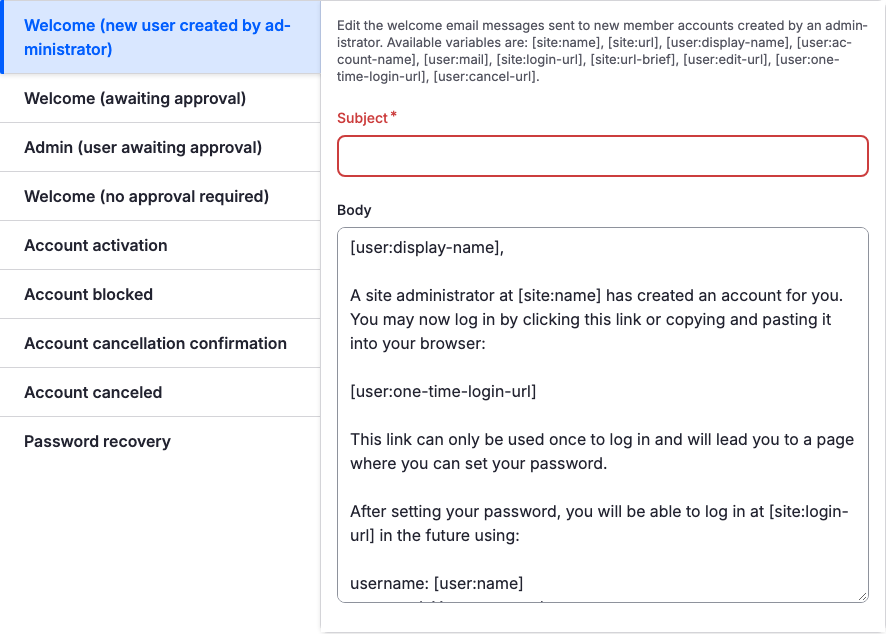 Welcome (new user created by ad-
ministrator)
Welcome (awaiting approval)
Admin (user awaiting approval)
Welcome (no approval required)
Account activation
Account blocked
Account cancellation confirmation
Account canceled
Password recovery
Edit the welcome email messages sent to new member accounts created by an admin-
istrator. Available variables are: [site:name], [site:url], [user:display-name], [user:ac-
count-name], [user:mail], [site:login-url], [site:url-brief], [user:edit-url], [user:one-
time-login-url], [user:cancel-url].
Subject*
Body
[user:display-name],
A site administrator at [site:name] has created an account for you.
You may now log in by clicking this link or copying and pasting it
into your browser:
[user:one-time-login-url]
This link can only be used once to log in and will lead you to a page
where you can set your password.
After setting your password, you will be able to log in at [site:login-
url] in the future using:
username: [user:name]